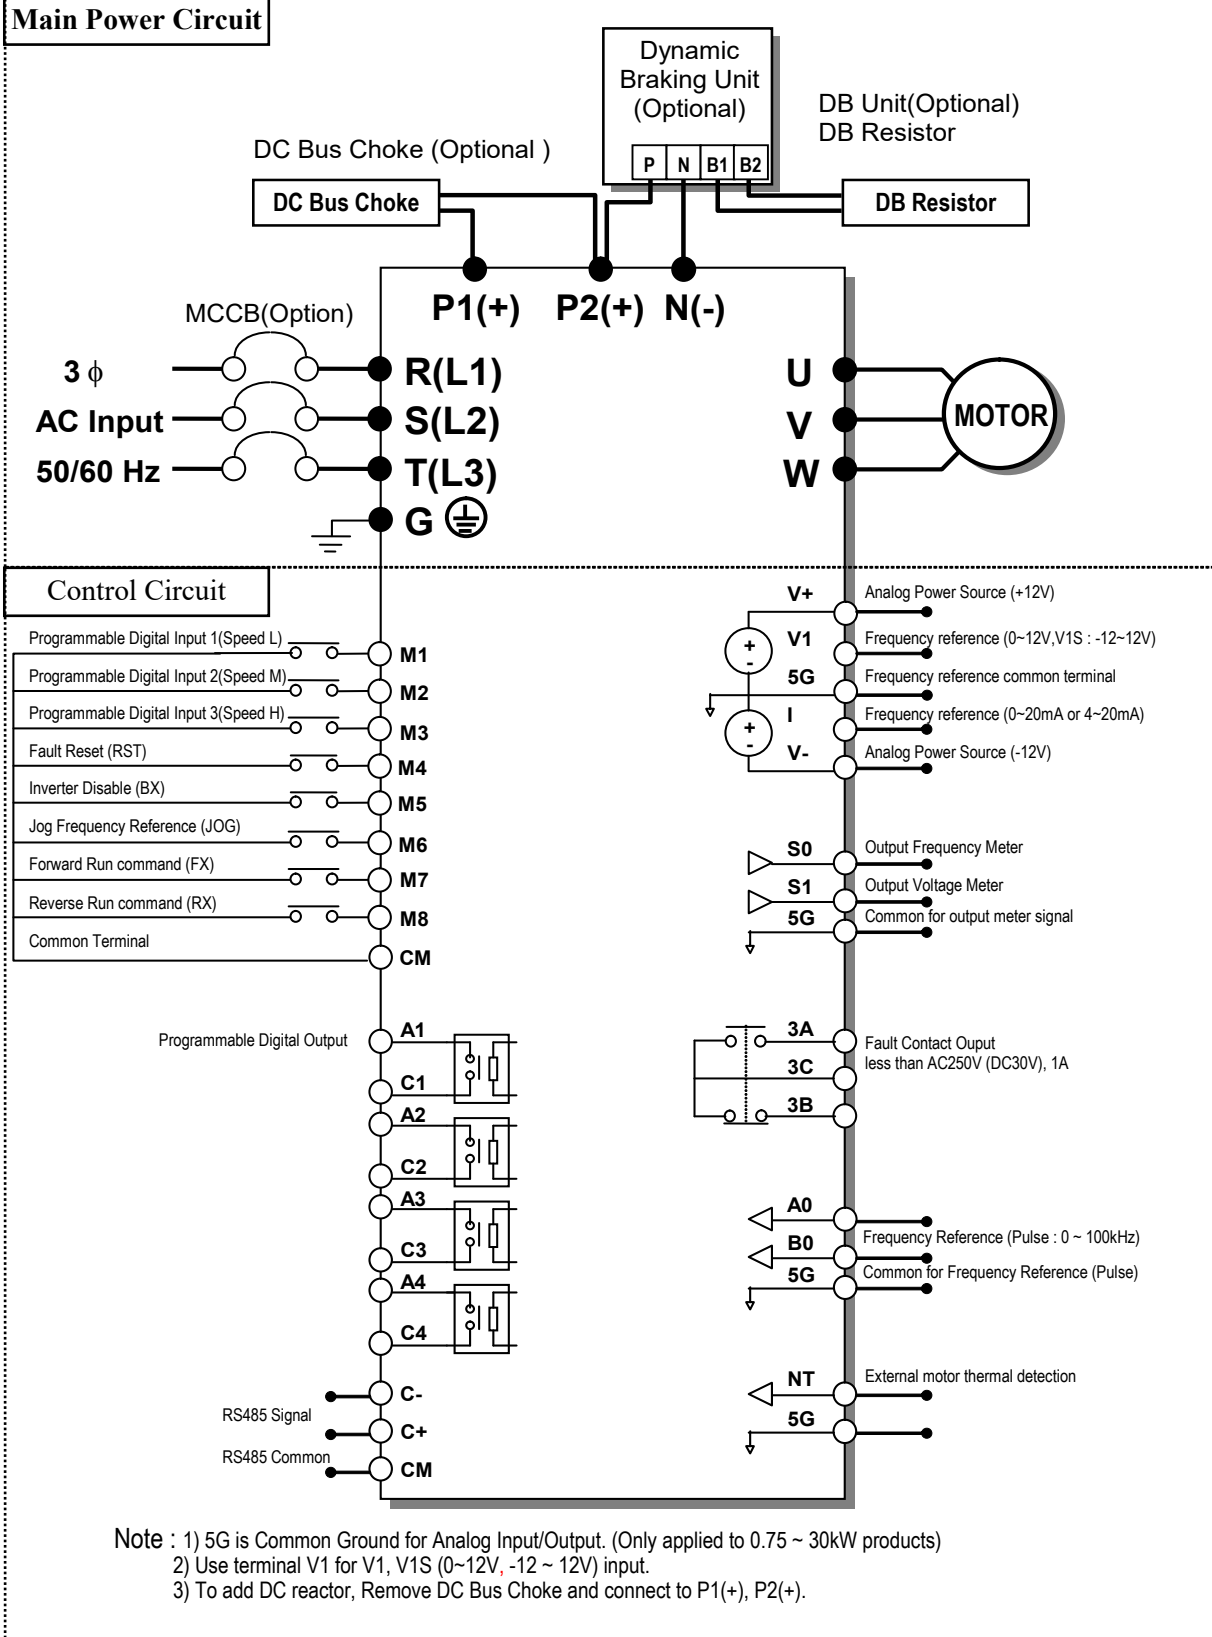 Main Power Circuit
Dynamic
Braking Unit
(Optional)
P N B1 B2
DB Unit(Optional)
DB Resistor
DC Bus Choke (Optional )
DC Bus Choke
DB Resistor
P1(+) P2(+) N(-)
MCCB(Option)
3 ϕ
AC Input
50/60 Hz
R(L1)
S(L2)
T(L3)
G
U
V
W
MOTOR
Control Circuit
Programmable Digital Input 1(Speed L)
M1
Programmable Digital Input 2(Speed M)
M2
Programmable Digital Input 3(Speed H)
M3
Fault Reset (RST)
M4
Inverter Disable (BX)
M5
Jog Frequency Reference (JOG)
M6
Forward Run command (FX)
M7
Reverse Run command (RX)
M8
Common Terminal
CM
Programmable Digital Output
A1
C1
A2
C2
A3
C3
A4
C4
C-
RS485 Signal
C+
RS485 Common
CM
V+ Analog Power Source (+12V)
+
-
V1 Frequency reference (0~12V,V1S : -12~12V)
5G Frequency reference common terminal
+
-
I Frequency reference (0~20mA or 4~20mA)
V- Analog Power Source (-12V)
S0 Output Frequency Meter
S1 Output Voltage Meter
5G Common for output meter signal
3A
3C
3B
Fault Contact Ouput
less than AC250V (DC30V), 1A
A0
B0
Frequency Reference (Pulse : 0 ~ 100kHz)
5G Common for Frequency Reference (Pulse)
NT External motor thermal detection
5G
Note : 1) 5G is Common Ground for Analog Input/Output. (Only applied to 0.75 ~ 30kW products)
2) Use terminal V1 for V1, V1S (0~12V, -12 ~ 12V) input.
3) To add DC reactor, Remove DC Bus Choke and connect to P1(+), P2(+).